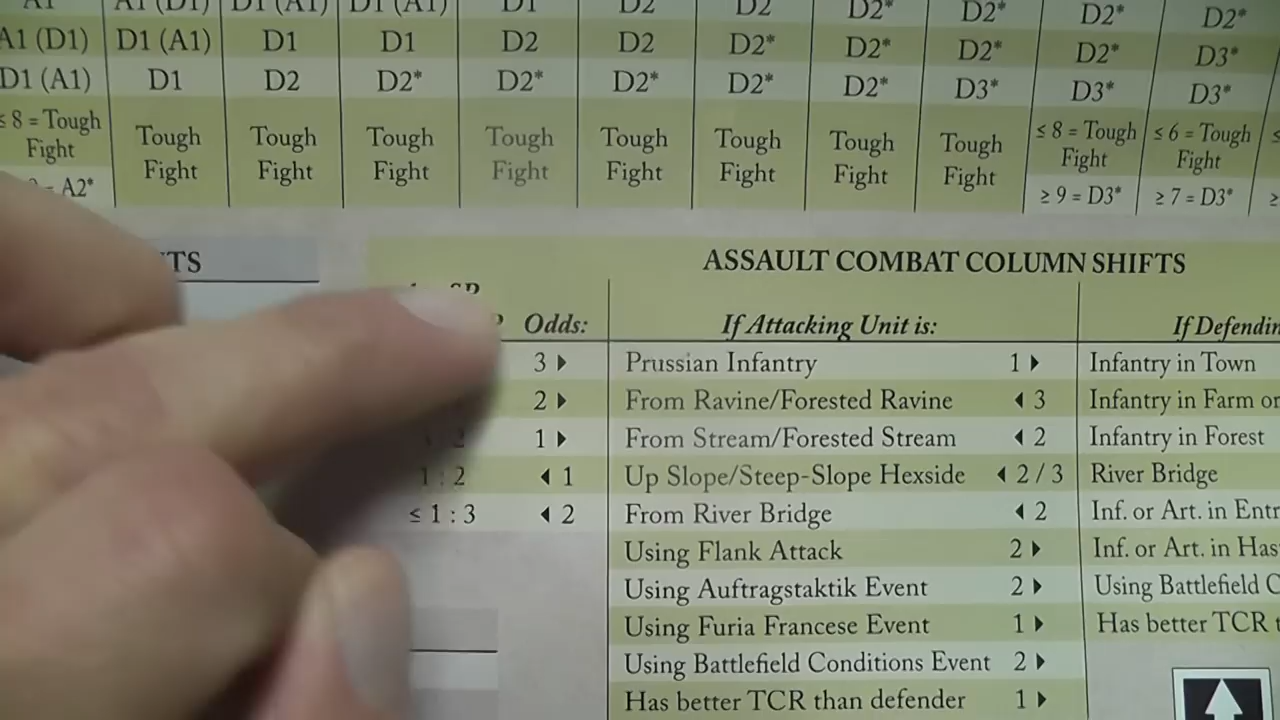 A1 (D1) D1 (A1) D1 D1 D2 D2 D2* D2* D2* D2* D3*
D1 (A1) D1 D2 D2* D2* D2* D2* D2* D3* D3* D3*
≤ 8 = Tough Fight Tough Fight Tough Fight Tough Fight Tough Fight Tough Fight Tough Fight Tough Fight Tough Fight ≤ 8 = Tough Fight ≤ 6 = Tough Fight
= A2* ≥ 9 = D3* ≥ 7 = D3* ≥
ASSAULT COMBAT COLUMN SHIFTS
Odds: If Attacking Unit is: If
3 ▶ Prussian Infantry 1 ▶ Infantry in Town
2 ▶ From Ravine/Forested Ravine ◀ 3 Infantry in Farm or
1 ▶ From Stream/Forested Stream ◀ 2 Infantry in Forest
1 : 2 ◀ 1 Up Slope/Steep-Slope Hexside ◀ 2 / 3 River Bridge
≤ 1 : 3 ◀ 2 From River Bridge ◀ 2 Inf. or Art. in
Using Flank Attack 2 ▶ Inf. or Art. in
Using Auftragstaktik Event 2 ▶ Using Battlefield
Using Furia Francese Event 1 ▶ Has better TCR
Using Battlefield Conditions Event 2 ▶
Has better TCR than defender 1 ▶